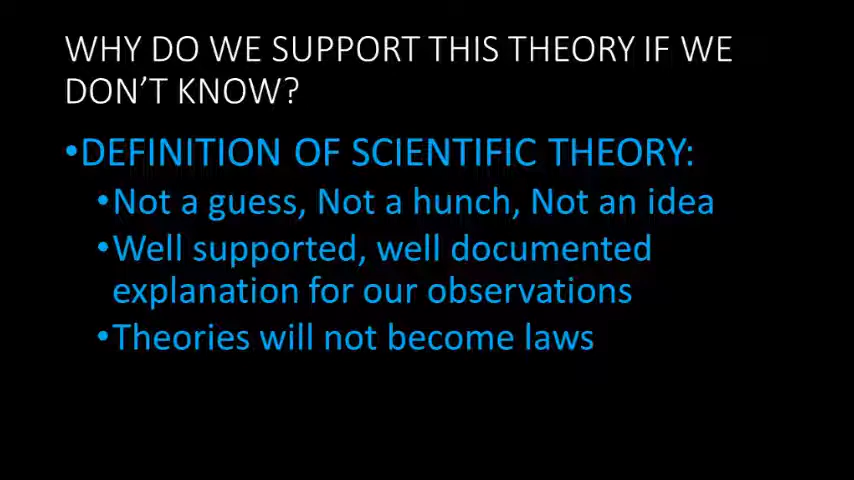 WHY DO WE SUPPORT THIS THEORY IF WE
DON'T KNOW?
•DEFINITION OF SCIENTIFIC THEORY:
•Not a guess, Not a hunch, Not an idea
•Well supported, well documented
explanation for our observations
•Theories will not become laws